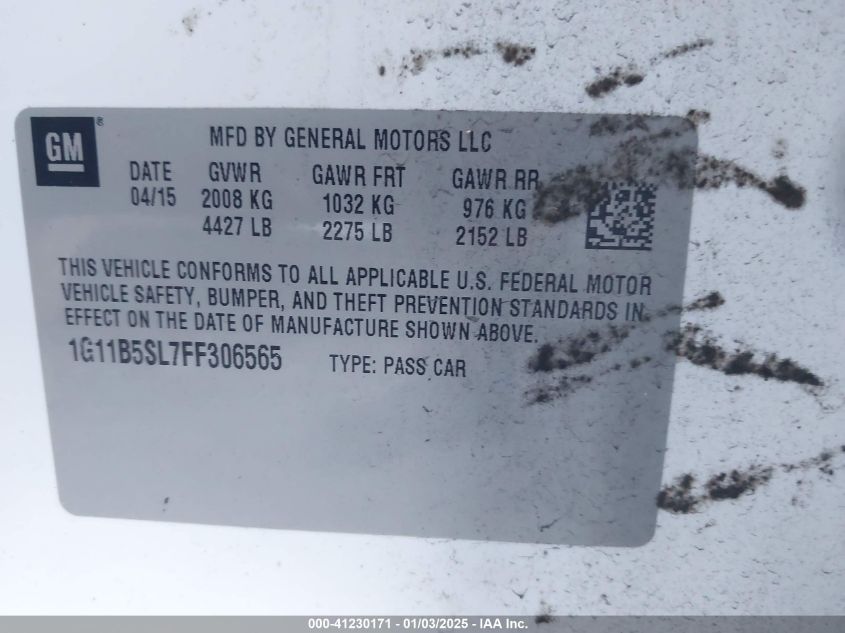 GM®
MFD BY GENERAL MOTORS LLC
DATE GVWR GAWR FRT GAWR RR
04/15 2008 KG 1032 KG 976 KG
4427 LB 2275 LB 2152 LB
THIS VEHICLE CONFORMS TO ALL APPLICABLE U.S. FEDERAL MOTOR
VEHICLE SAFETY, BUMPER, AND THEFT PREVENTION STANDARDS IN
EFFECT ON THE DATE OF MANUFACTURE SHOWN ABOVE.
1G11B5SL7FF306565 TYPE: PASS CAR
000-41230171 - 01/03/2025 - IAA Inc.